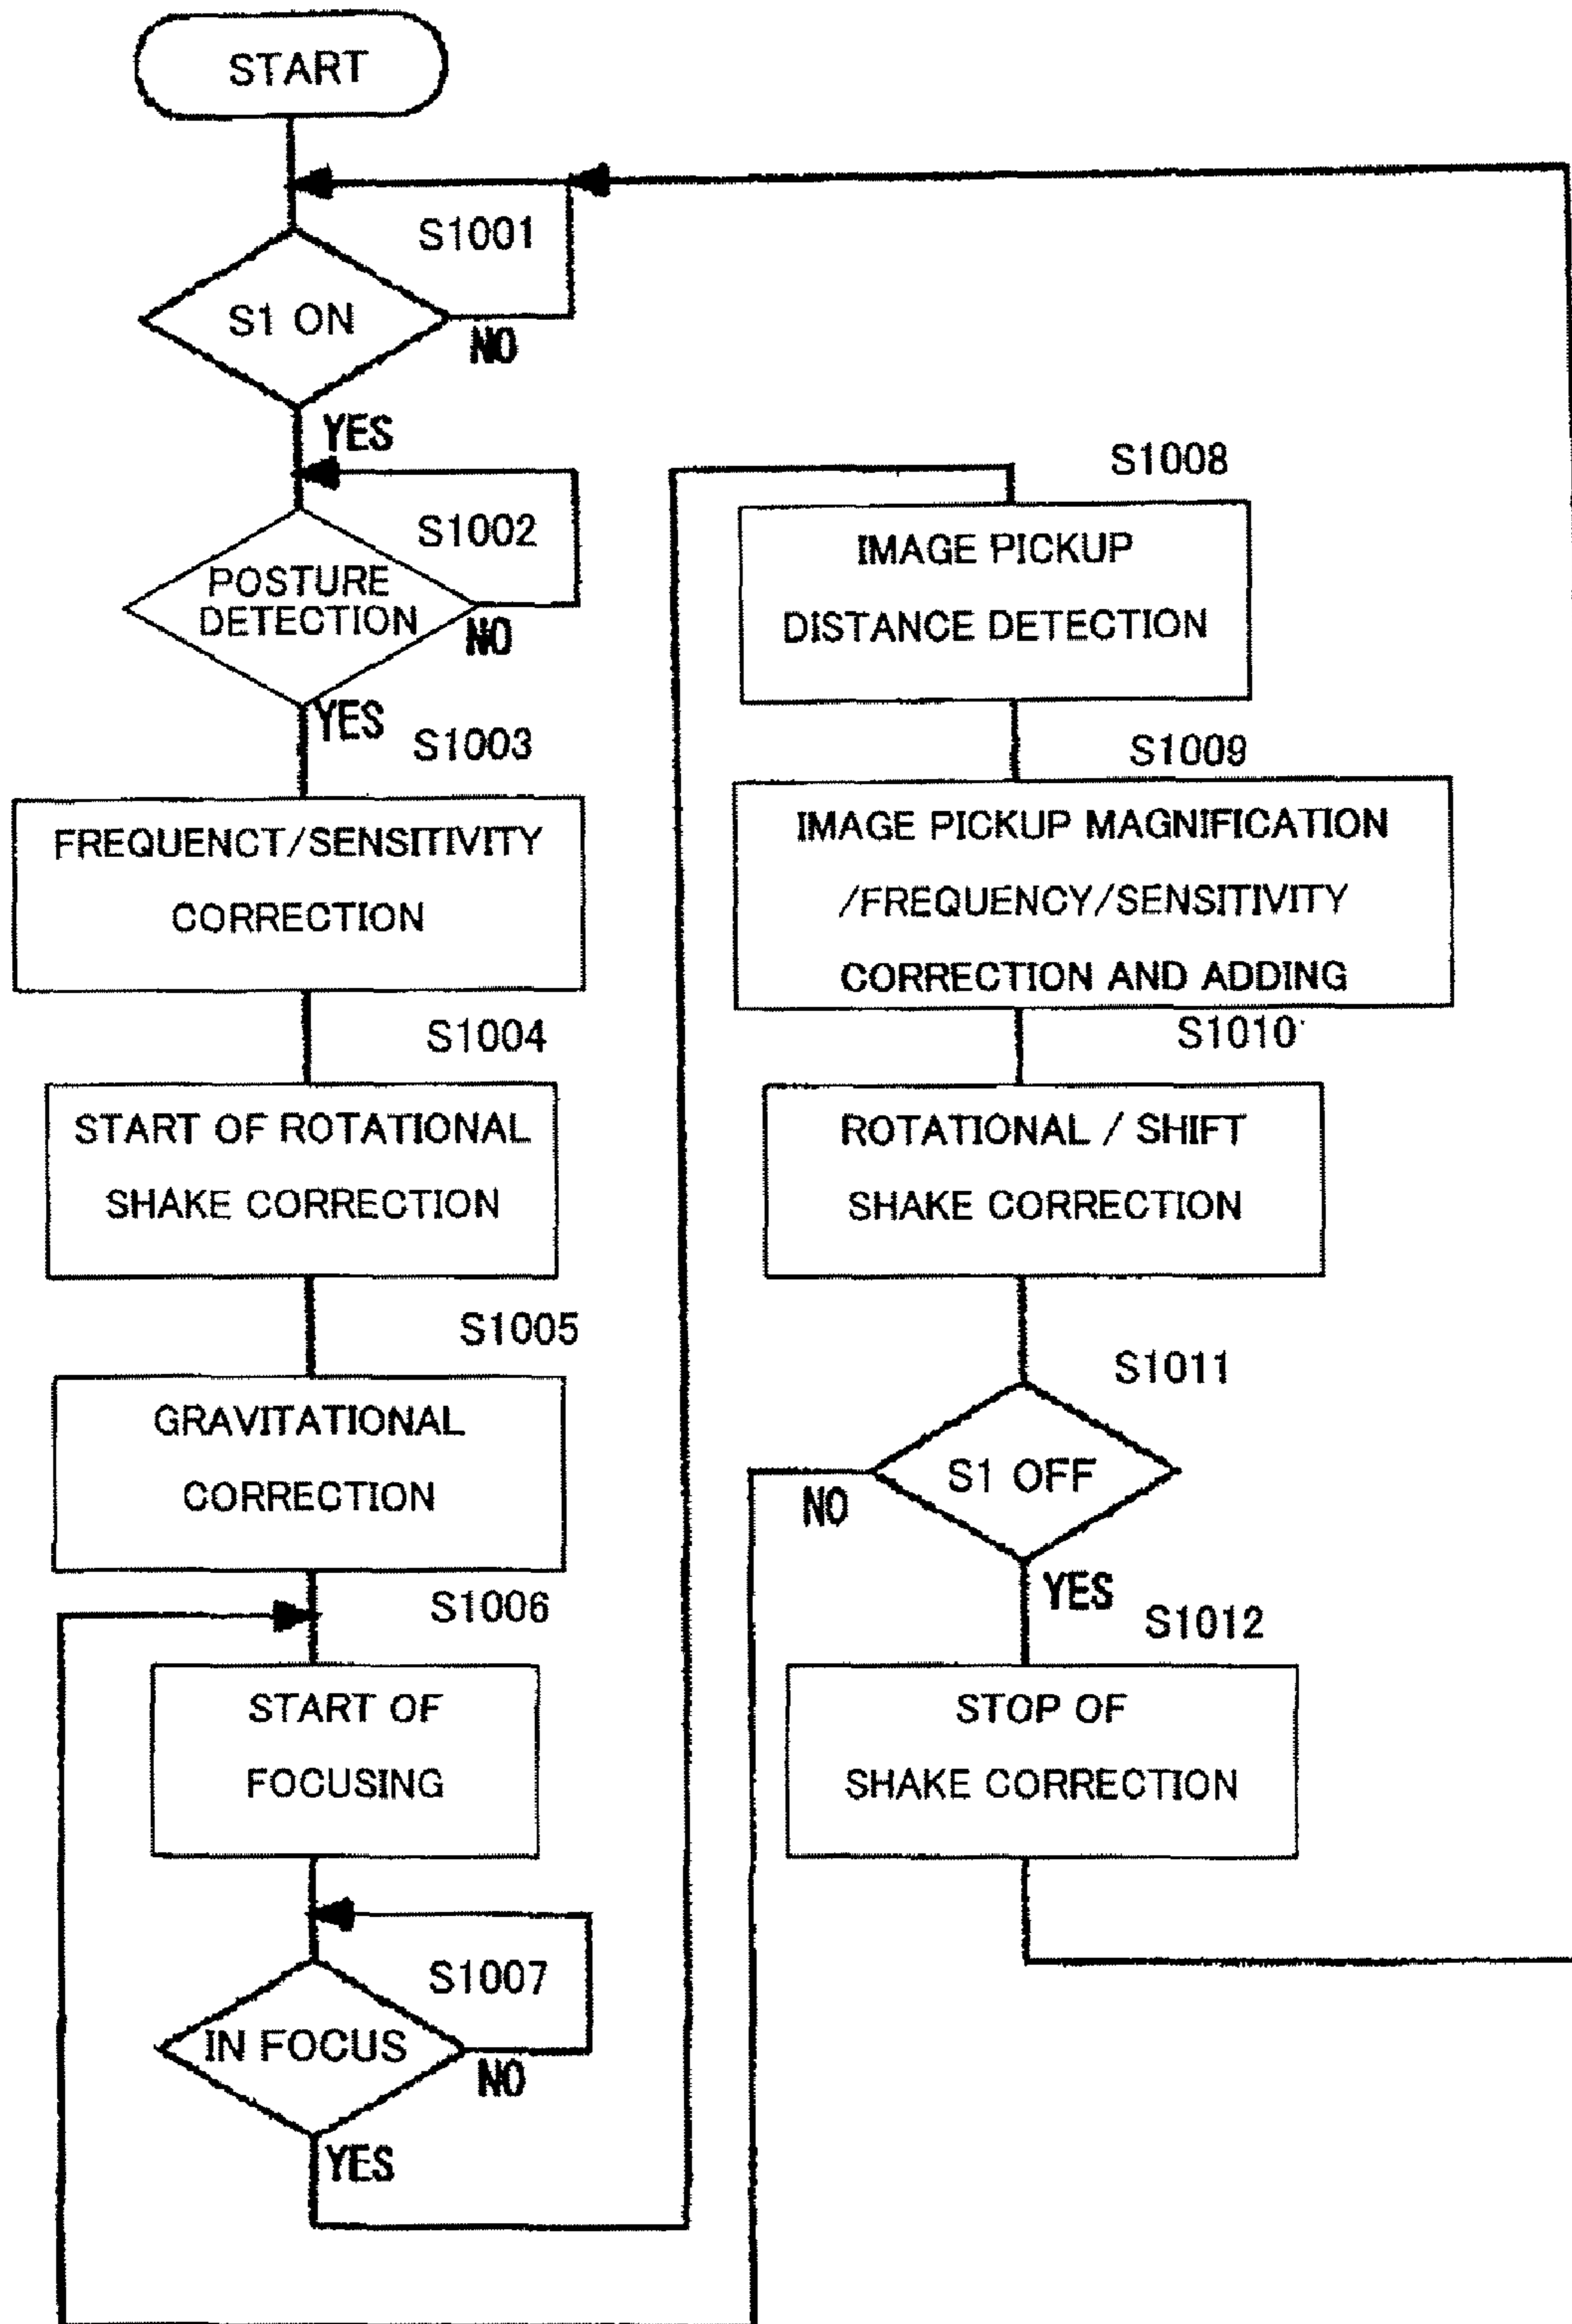 START
S1001
S1 ON
NO
YES
S1002
POSTURE
DETECTION
NO
YES
S1003
FREQUENCT/SENSITIVITY
CORRECTION
S1004
START OF ROTATIONAL
SHAKE CORRECTION
S1005
GRAVITATIONAL
CORRECTION
S1006
START OF
FOCUSING
S1007
IN FOCUS
NO
YES
S1008
IMAGE PICKUP
DISTANCE DETECTION
S1009
IMAGE PICKUP MAGNIFICATION
/FREQUENCY/SENSITIVITY
CORRECTION AND ADDING
S1010
ROTATIONAL / SHIFT
SHAKE CORRECTION
S1011
S1 OFF
NO
YES
S1012
STOP OF
SHAKE CORRECTION